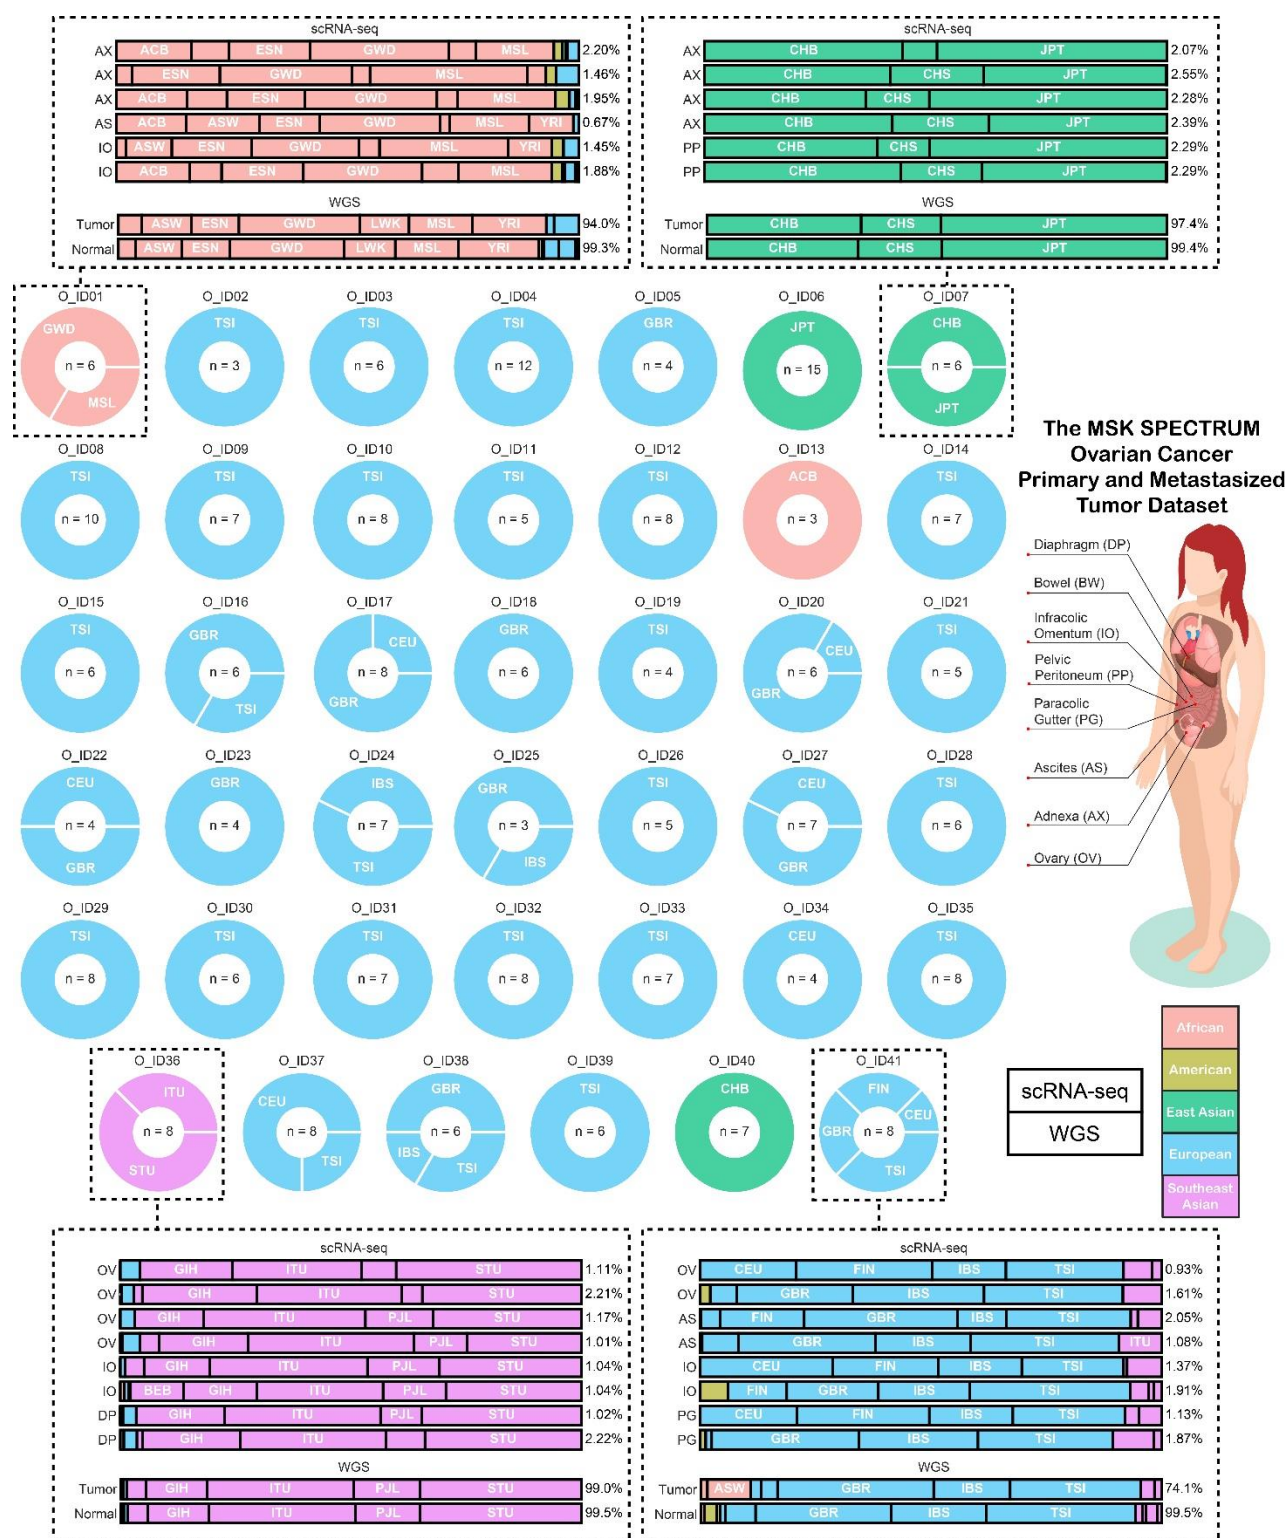 scRNA-seq
AX ACB ESN GWD MSL 2.20%
AX ESN GWD MSL 1.46%
AX ACB ESN GWD MSL 1.95%
AS ACB ASW ESN GWD MSL YRI 0.67%
IO ASW ESN GWD MSL YRI 1.45%
IO ACB ESN GWD MSL 1.88%
WGS
Tumor ASW ESN GWD LWK MSL YRI 94.0%
Normal ASW ESN GWD LWK MSL YRI 99.3%
scRNA-seq
AX CHB JPT 2.07%
AX CHB CHS JPT 2.55%
AX CHB CHS JPT 2.28%
AX CHB CHS JPT 2.39%
PP CHB CHS JPT 2.29%
PP CHB CHS JPT 2.29%
WGS
Tumor CHB CHS JPT 97.4%
Normal CHB CHS JPT 99.4%
O_ID01 O_ID02 O_ID03 O_ID04 O_ID05 O_ID06 O_ID07
GWD TSI TSI TSI GBR JPT CHB
n = 6 n = 3 n = 6 n = 12 n = 4 n = 15 n = 6
MSL JPT
The MSK SPECTRUM
Ovarian Cancer
Primary and Metastasized
Tumor Dataset
O_ID08 O_ID09 O_ID10 O_ID11 O_ID12 O_ID13 O_ID14
TSI TSI TSI TSI TSI ACB TSI
n = 10 n = 7 n = 8 n = 5 n = 8 n = 3 n = 7
Diaphragm (DP)
Bowel (BW)
Infracolic
Omentum (IO)
Pelvic
Peritoneum (PP)
Paracolic
Gutter (PG)
Ascites (AS)
Adnexa (AX)
Ovary (OV)
O_ID15 O_ID16 O_ID17 O_ID18 O_ID19 O_ID20 O_ID21
TSI GBR CEU GBR TSI CEU TSI
n = 6 n = 6 n = 8 n = 6 n = 4 n = 6 n = 5
TSI GBR GBR
O_ID22 O_ID23 O_ID24 O_ID25 O_ID26 O_ID27 O_ID28
CEU GBR IBS GBR TSI CEU TSI
n = 4 n = 4 n = 7 n = 3 n = 5 n = 7 n = 6
GBR TSI IBS GBR
O_ID29 O_ID30 O_ID31 O_ID32 O_ID33 O_ID34 O_ID35
TSI TSI TSI TSI TSI CEU TSI
n = 8 n = 6 n = 7 n = 8 n = 7 n = 4 n = 8
O_ID36 O_ID37 O_ID38 O_ID39 O_ID40 O_ID41
ITU CEU GBR TSI CHB FIN CEU
n = 8 n = 8 n = 6 n = 6 n = 7 GBR n = 8
STU TSI IBS TSI TSI
scRNA-seq
WGS
African
American
East Asian
European
Southeast
Asian
scRNA-seq
OV GIH ITU STU 1.11%
OV GIH ITU STU 2.21%
OV GIH ITU PJL STU 1.17%
OV GIH ITU PJL STU 1.01%
IO GIH ITU PJL STU 1.04%
IO BEB GIH ITU PJL STU 1.04%
DP GIH ITU PJL STU 1.02%
DP GIH ITU STU 2.22%
WGS
Tumor GIH ITU PJL STU 99.0%
Normal GIH ITU PJL STU 99.5%
scRNA-seq
OV CEU FIN IBS TSI 0.93%
OV GBR IBS TSI 1.61%
AS FIN GBR IBS TSI 2.05%
AS GBR IBS TSI ITU 1.08%
IO CEU FIN IBS TSI 1.37%
IO FIN GBR IBS TSI 1.91%
PG CEU FIN IBS TSI 1.13%
PG GBR IBS TSI 1.87%
WGS
Tumor ASW GBR IBS TSI 74.1%
Normal GBR IBS TSI 99.5%